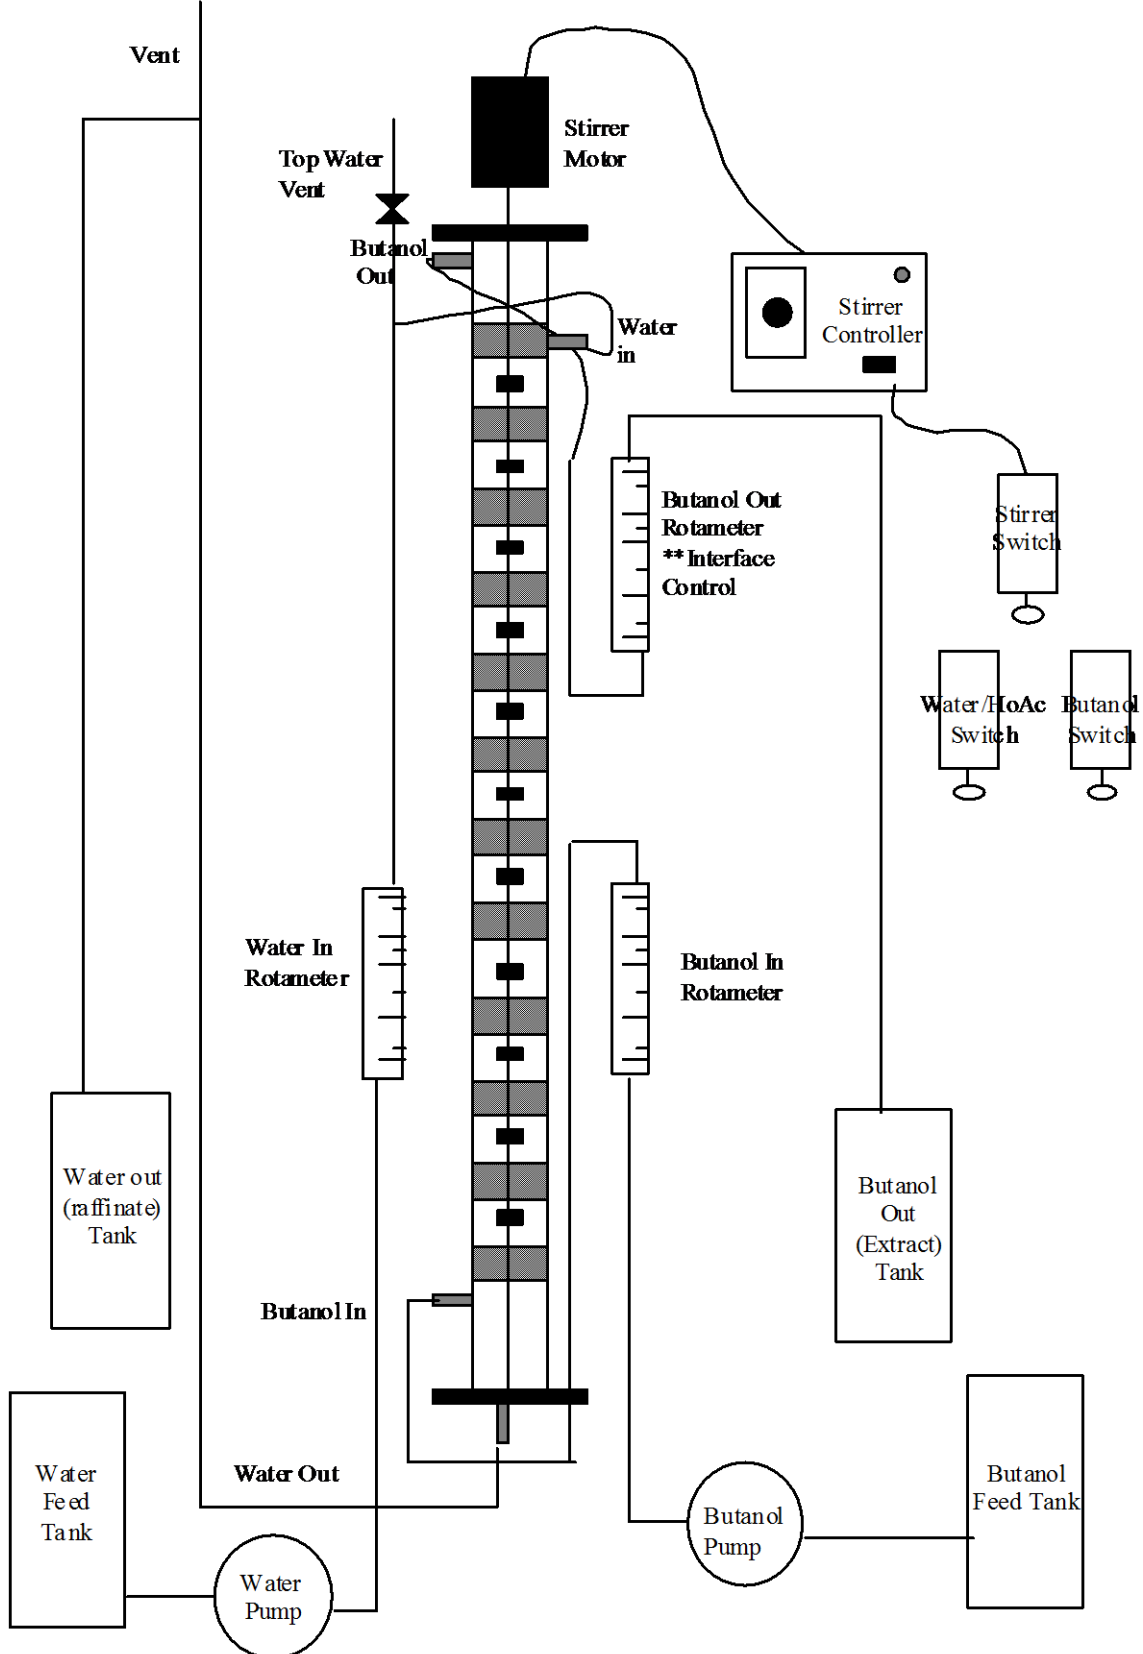 Vent
Stirrer
Motor
Top Water
Vent
Butanol
Out
Stirrer
Controller
Water
in
Butanol Out
Rotameter
**Interface
Control
Stirrer
Switch
Water/HoAc
Switch
Butanol
Switch
Water In
Rotameter
Butanol In
Rotameter
Water out
(raffinate)
Tank
Butanol
Out
(Extract)
Tank
Butanol In
Water
Feed
Tank
Water Out
Butanol
Feed Tank
Butanol
Pump
Water
Pump